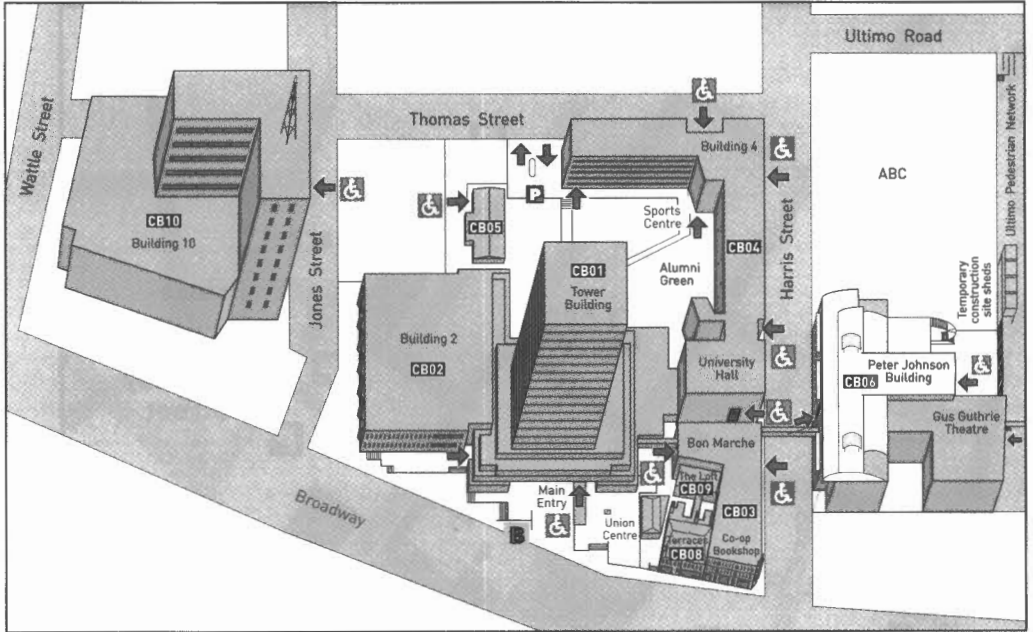 Ultimo Road
Thomas Street
Building 4
Wattle Street
Ultimo Pedestrian Network
ABC
P
CB10
Building 10
CB05
Sports
Centre
CB04
Harris Street
CB01
Tower
Building
Alumni
Green
Jones Street
Temporary
construction
site sheds
Building 2
CB02
University
Hall
Peter Johnson
Building
CB06
Gus Guthrie
Theatre
Bon Marche
The Loft
CB09
CB03
Main
Entry
Broadway
B
Union
Centre
Terraces
CB08
Co-op
Bookshop